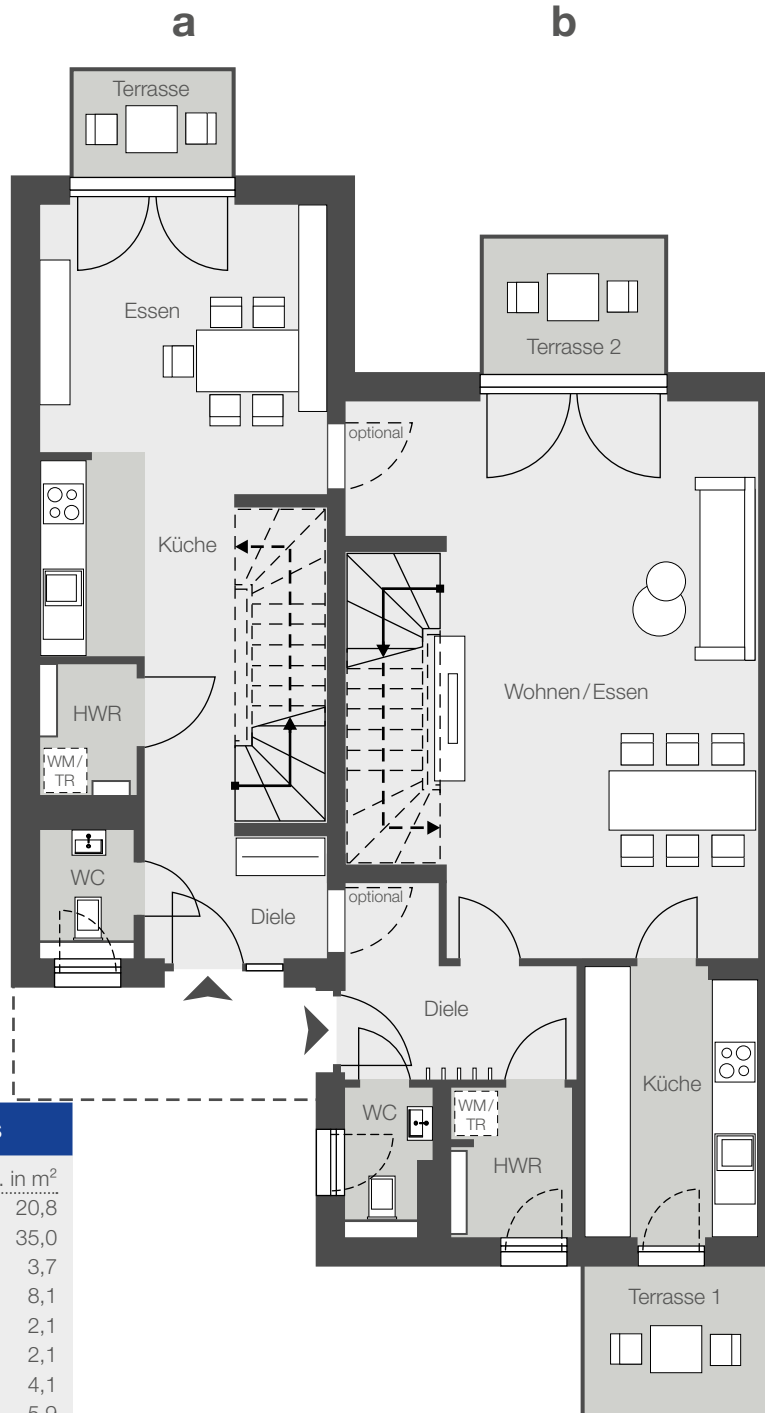 a
b
Terrasse
Essen
Terrasse 2
optional
Küche
Wohnen/Essen
HWR
WM/
TR
WC
optional
Diele
Diele
Küche
WC
WM/
TR
HWR
in m²
20,8
35,0
3,7
8,1
2,1
2,1
4,1
Terrasse 1